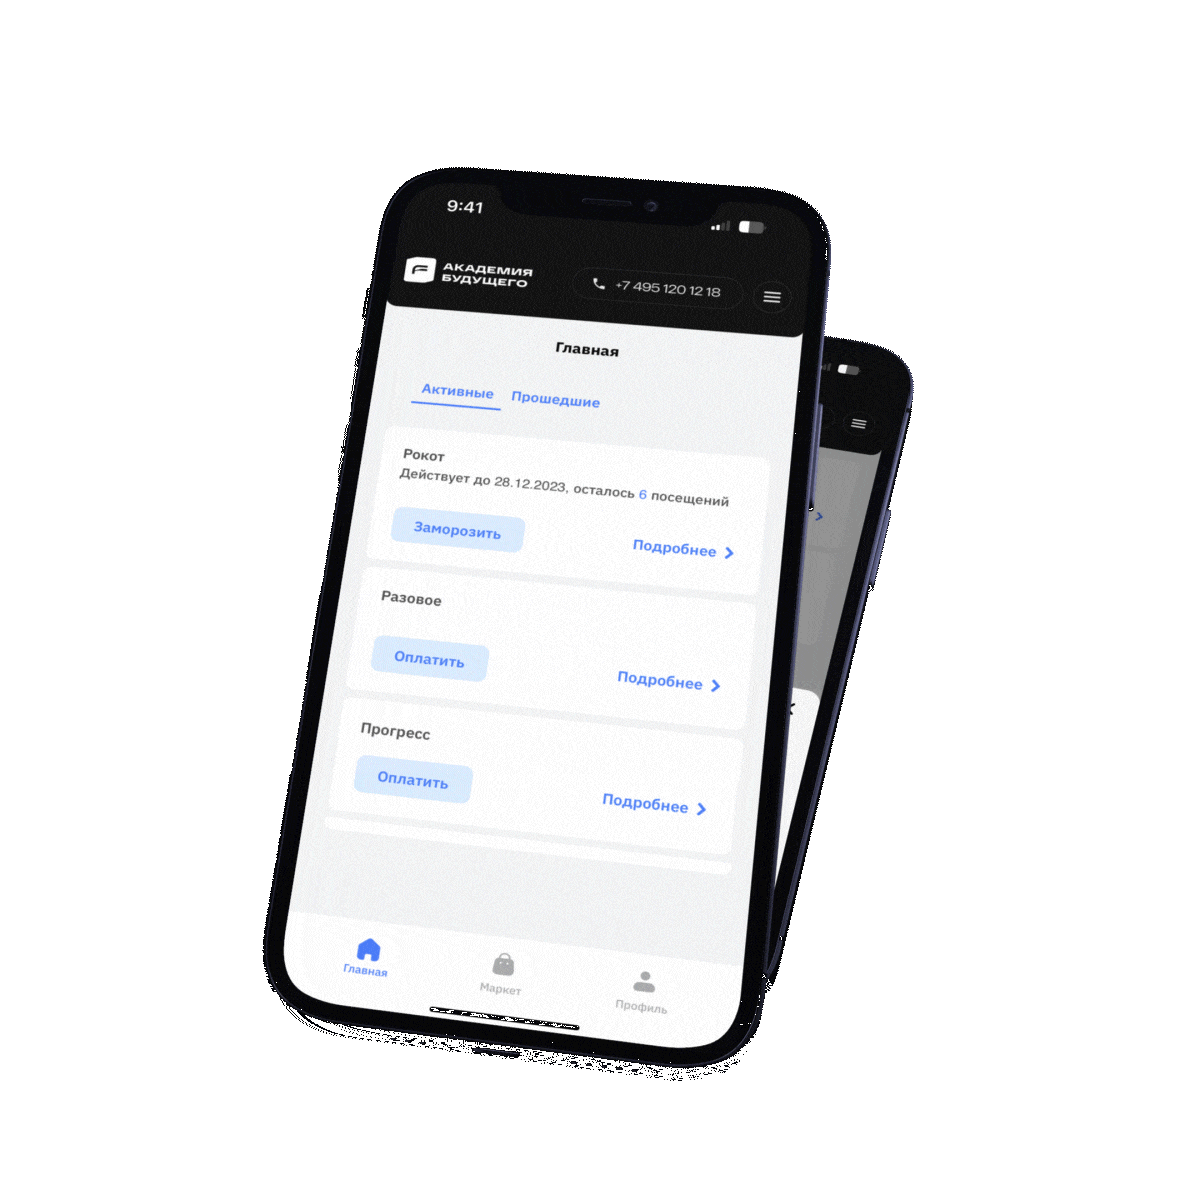 9:41
АКАДЕМИЯ
БУДУЩЕГО
+7 495 120 12 18
Главная
Активные Прошедшие
Рокот
Действует до 28.12.2023, осталось 6 посещений
Заморозить
Подробнее
Разовое
Оплатить
Подробнее
Прогресс
Оплатить
Подробнее
Главная
Маркет
Профиль